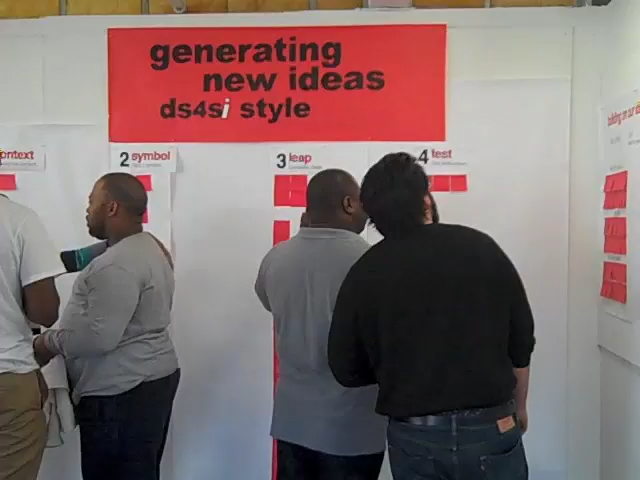 generating
new ideas
ds4si style
ontext
2 symbol
3 leap
4 test